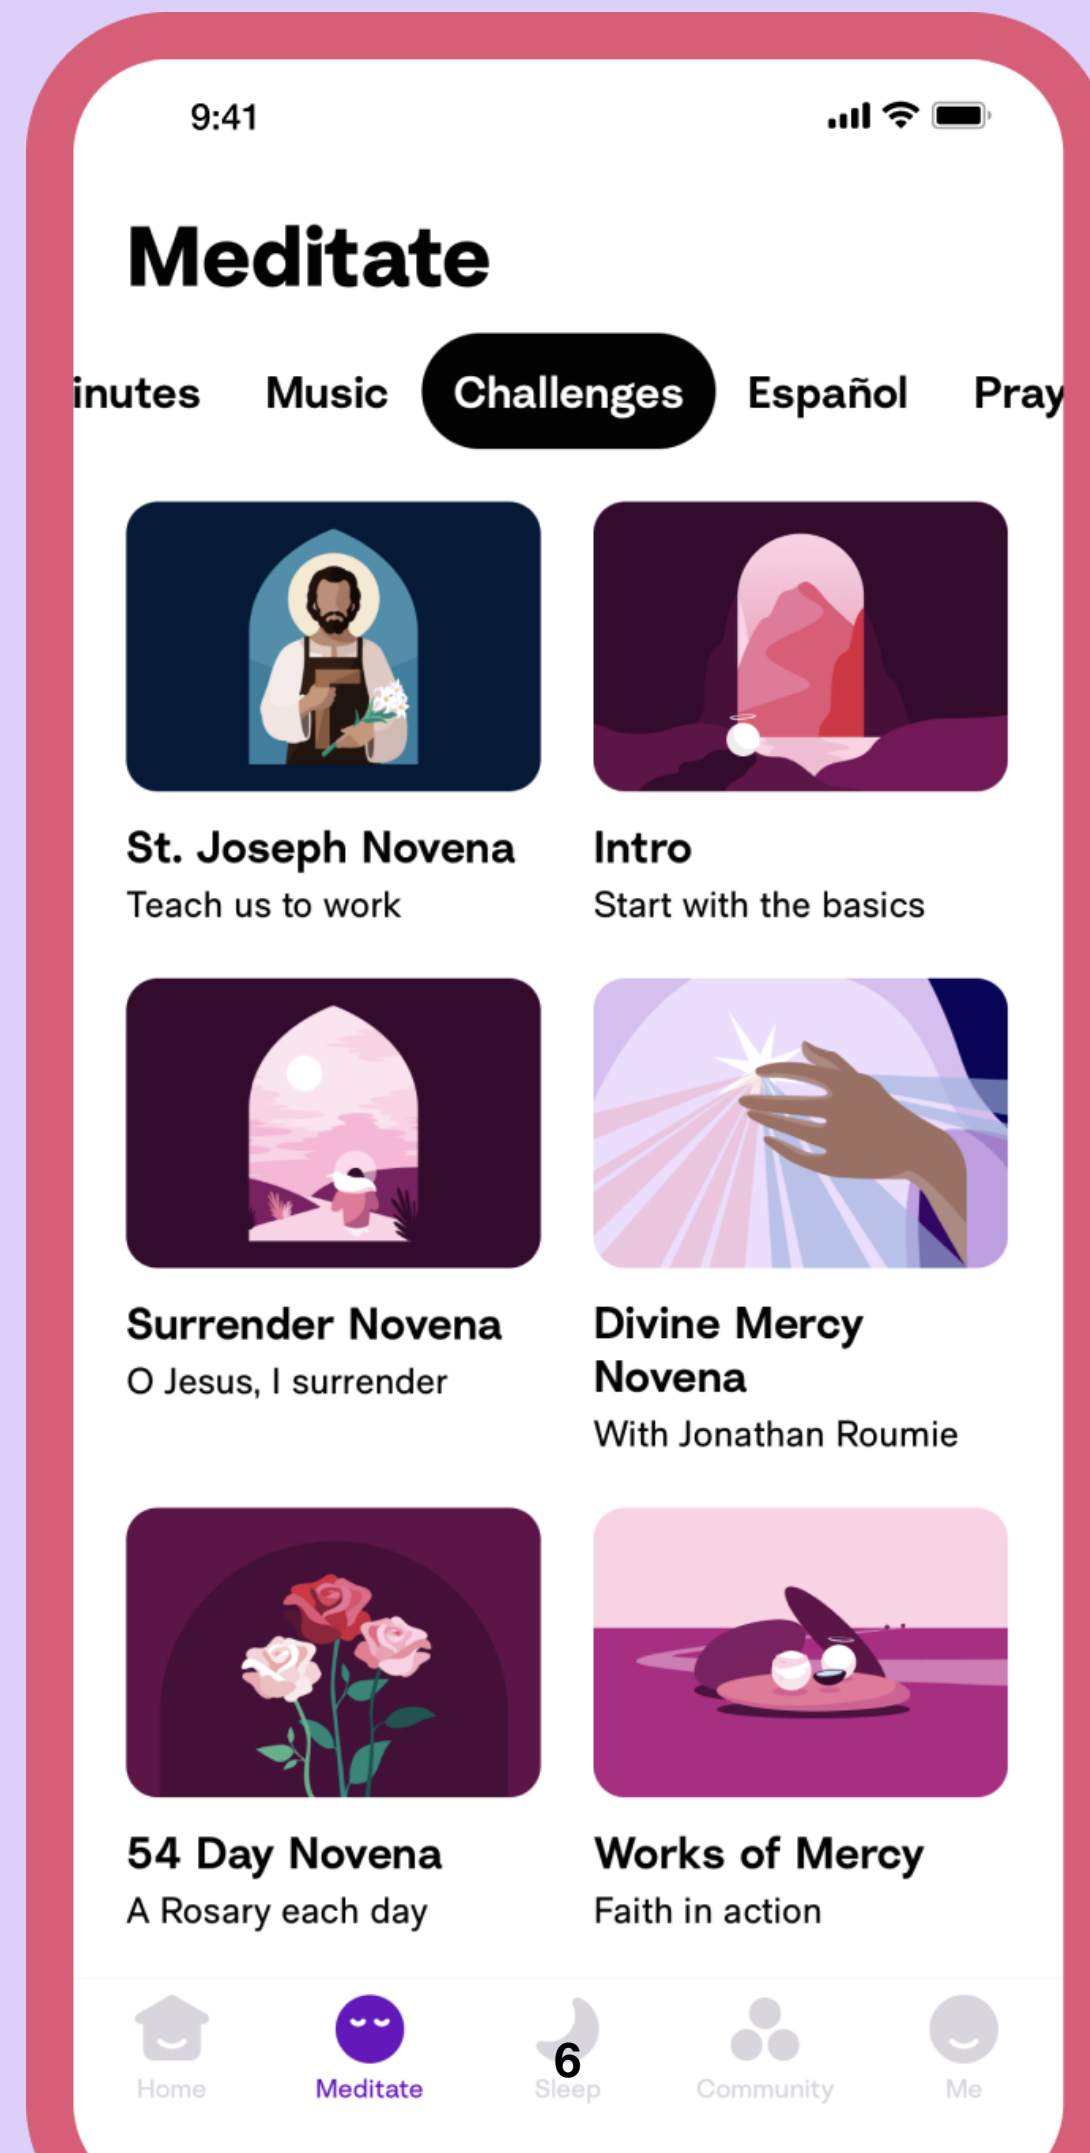 9:41
Meditate
inutes Music Challenges Español Pray
St. Joseph Novena
Teach us to work
Intro
Start with the basics
Surrender Novena
O Jesus, I surrender
Divine Mercy
Novena
With Jonathan Roumie
54 Day Novena
A Rosary each day
Works of Mercy
Faith in action
6
Home Meditate Sleep Community Me